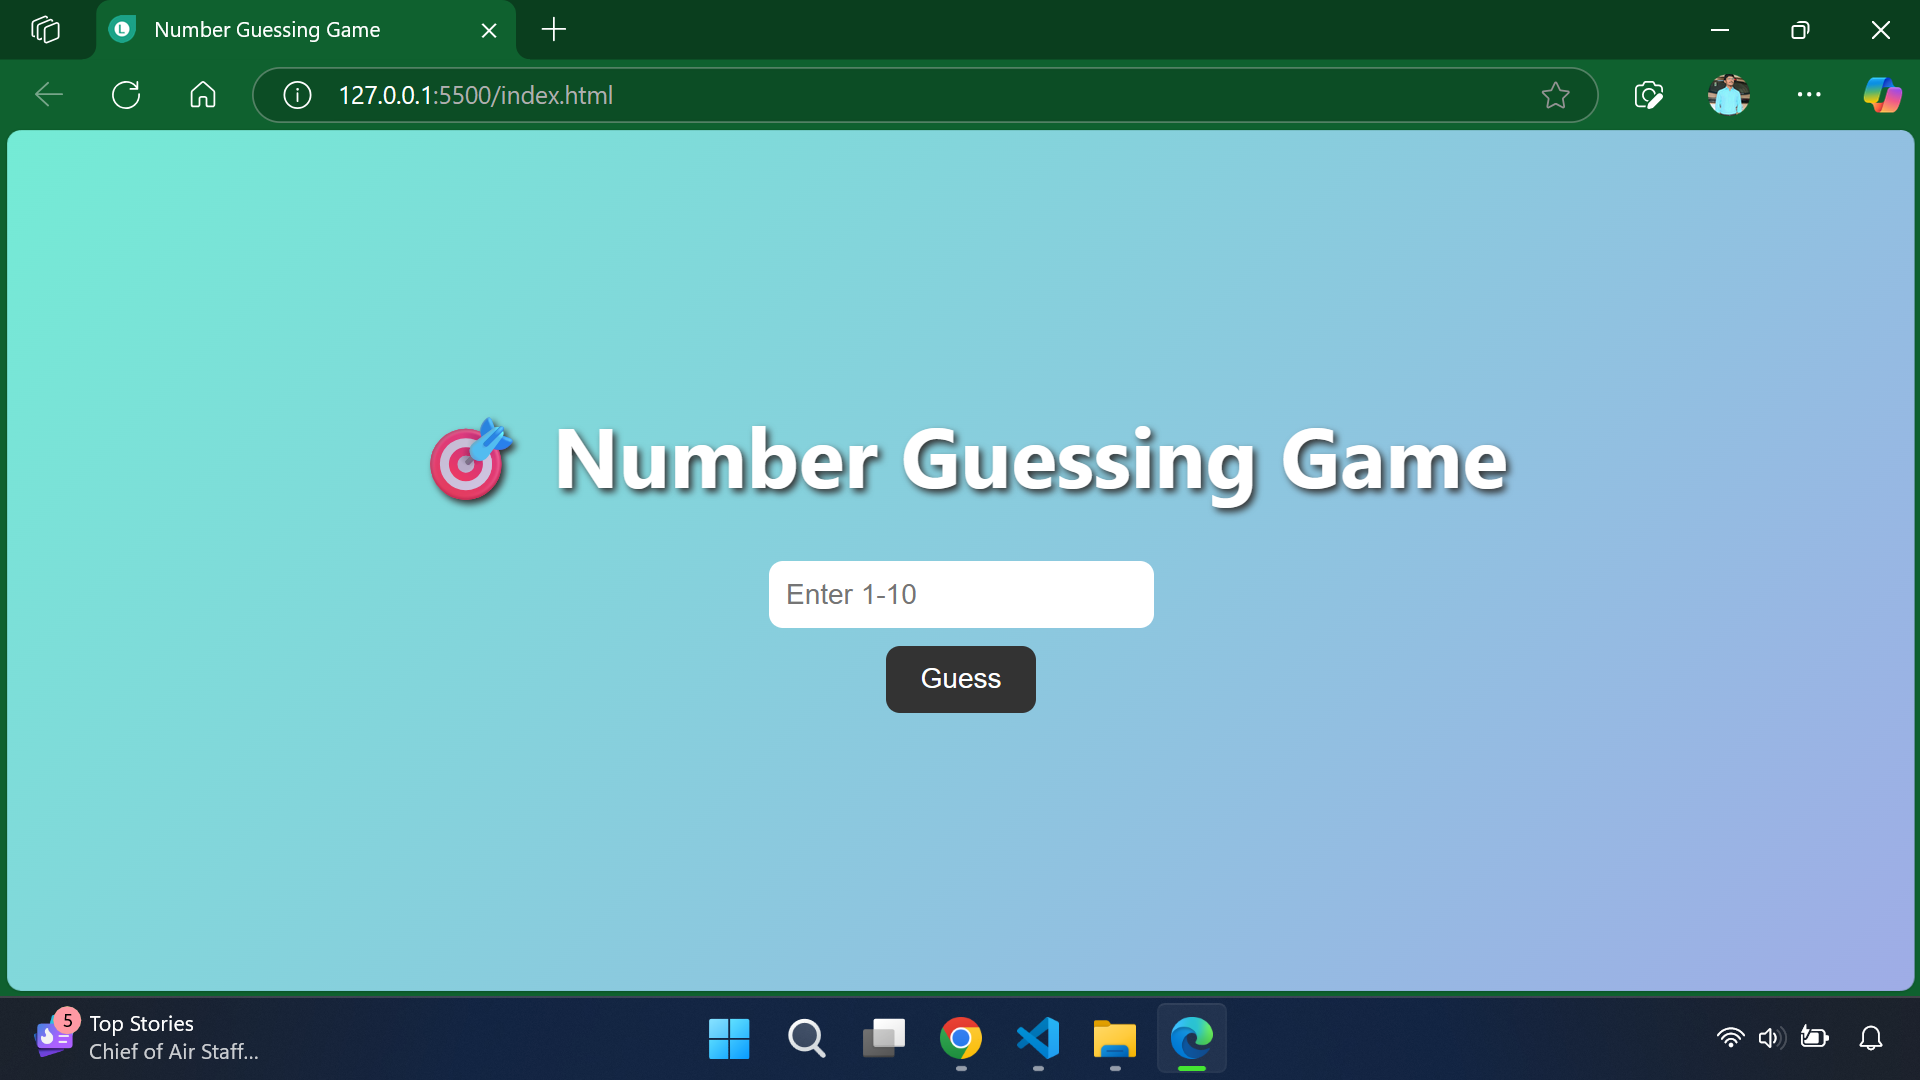 Number Guessing Game
127.0.0.1:5500/index.html
🎯 Number Guessing Game
Enter 1-10
Guess
5
Top Stories
Chief of Air Staff...